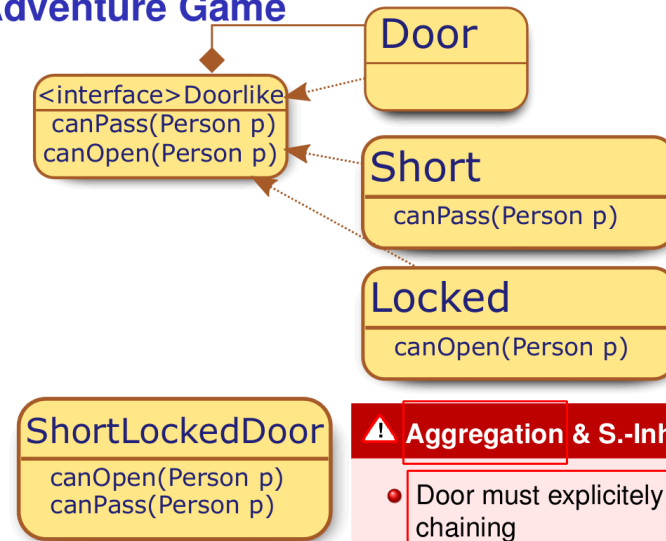 Adventure Game
Door
<interface>Doorlike
canPass(Person p)
canOpen(Person p)
Short
canPass(Person p)
Locked
canOpen(Person p)
ShortLockedDoor
canOpen(Person p)
canPass(Person p)
Aggregation & S.-Inh
Door must explicitely
chaining